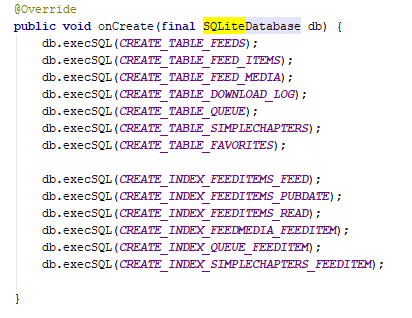 @Override
public void onCreate(final SQLiteDatabase db) {
db.execSQL(CREATE_TABLE_FEEDS);
db.execSQL(CREATE_TABLE_FEED_ITEMS);
db.execSQL(CREATE_TABLE_FEED_MEDIA);
db.execSQL(CREATE_TABLE_DOWNLOAD_LOG);
db.execSQL(CREATE_TABLE_QUEUE);
db.execSQL(CREATE_TABLE_SIMPLECHAPTERS);
db.execSQL(CREATE_TABLE_FAVORITES);
db.execSQL(CREATE_INDEX_FEEDITEMS_FEED);
db.execSQL(CREATE_INDEX_FEEDITEMS_PUBDATE);
db.execSQL(CREATE_INDEX_FEEDITEMS_READ);
db.execSQL(CREATE_INDEX_FEEDMEDIA_FEEDITEM);
db.execSQL(CREATE_INDEX_QUEUE_FEEDITEM);
db.execSQL(CREATE_INDEX_SIMPLECHAPTERS_FEEDITEM);
}